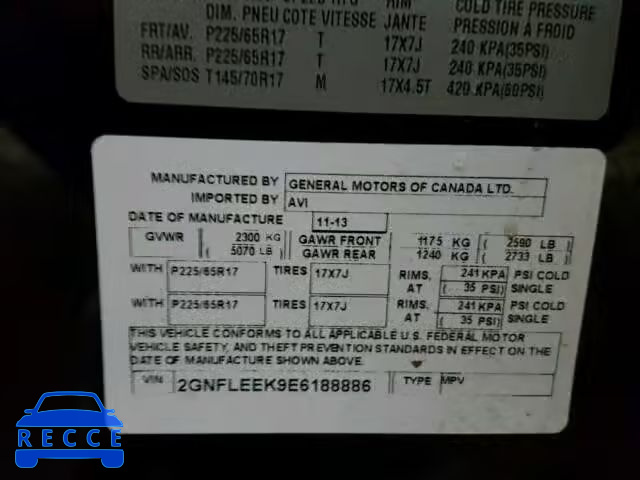 COLD TIRE PRESSURE
DIM. PNEU COTE VITESSE JANTE PRESSION A FROID
FRT/AV. P225/65R17 T 17X7J 240 KPA(35PSI)
RR/ARR. P225/65R17 T 17X7J 240 KPA(35PSI)
SPA/SDS T145/70R17 M 17X4.5T 420 KPA(60PSI)
MANUFACTURED BY GENERAL MOTORS OF CANADA LTD.
IMPORTED BY AVI
DATE OF MANUFACTURE 11-13
GVWR 2300 KG GAWR FRONT 1175 KG ( 2590 LB )
( 5070 LB ) GAWR REAR 1240 KG ( 2733 LB )
WITH P225/65R17 TIRES 17X7J RIMS, 241 KPA PSI COLD
AT ( 35 PSI) SINGLE
WITH P225/65R17 TIRES 17X7J RIMS, 241 KPA PSI COLD
AT ( 35 PSI) SINGLE
THIS VEHICLE CONFORMS TO ALL APPLICABLE U.S. FEDERAL MOTOR
VEHICLE SAFETY, AND THEFT PREVENTION STANDARDS IN EFFECT ON THE
DATE OF MANUFACTURE SHOWN ABOVE.
VIN 2GNFLEEK9E6188886 TYPE MPV
RECCE